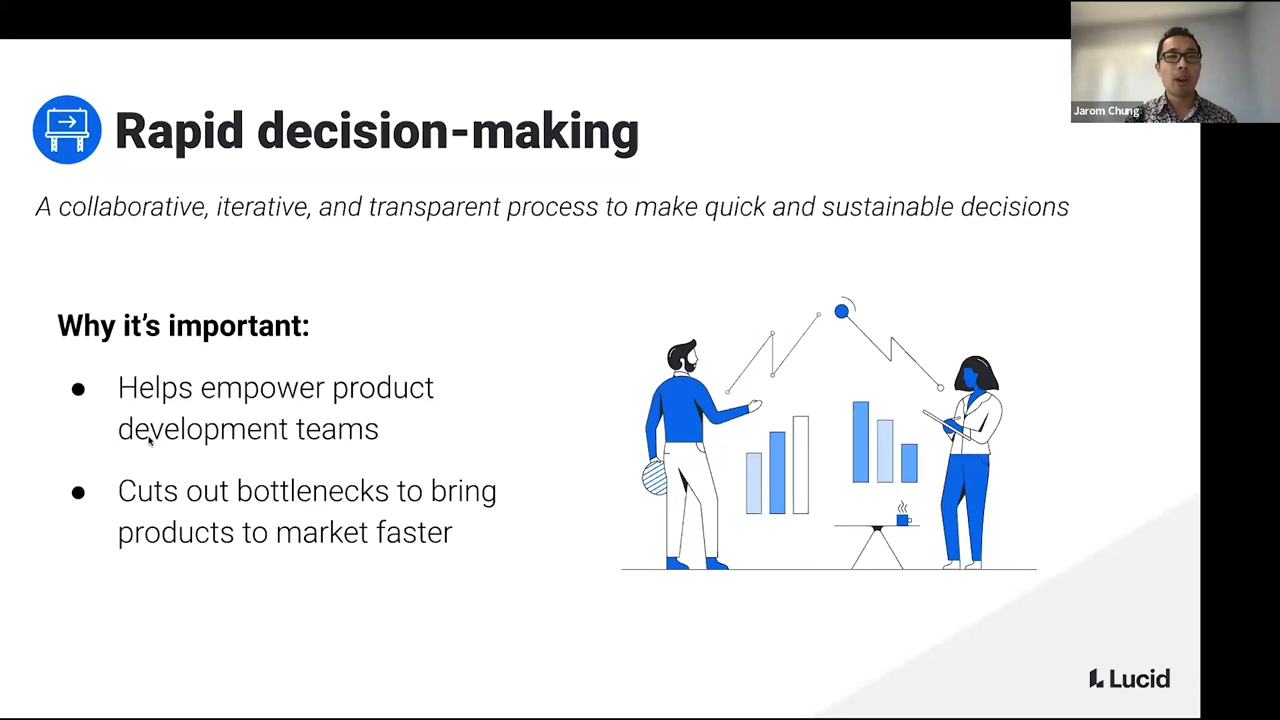 Jarom Chung
Rapid decision-making
A collaborative, iterative, and transparent process to make quick and sustainable decisions
Why it’s important:
● Helps empower product
development teams
● Cuts out bottlenecks to bring
products to market faster
Lucid